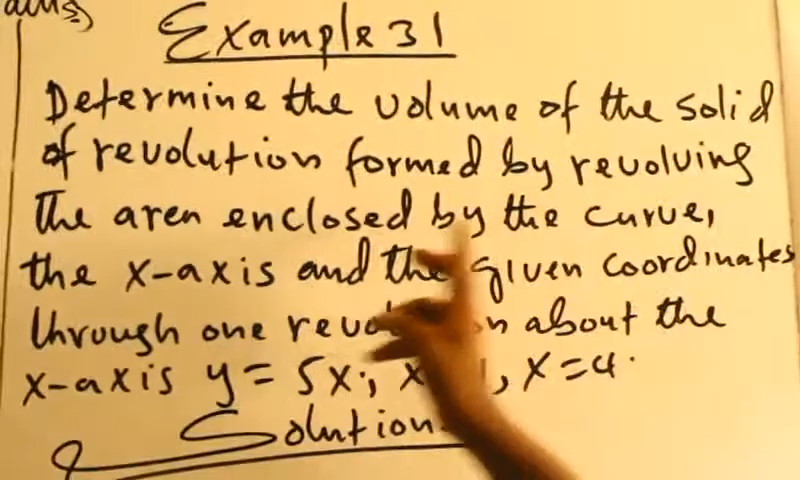 Example 31
Determine the volume of the solid
of revolution formed by revolving
the area enclosed by the curve,
the x-axis and the given coordinates
through one about the
x-axis y = 5x; x , x = 4.
Solution